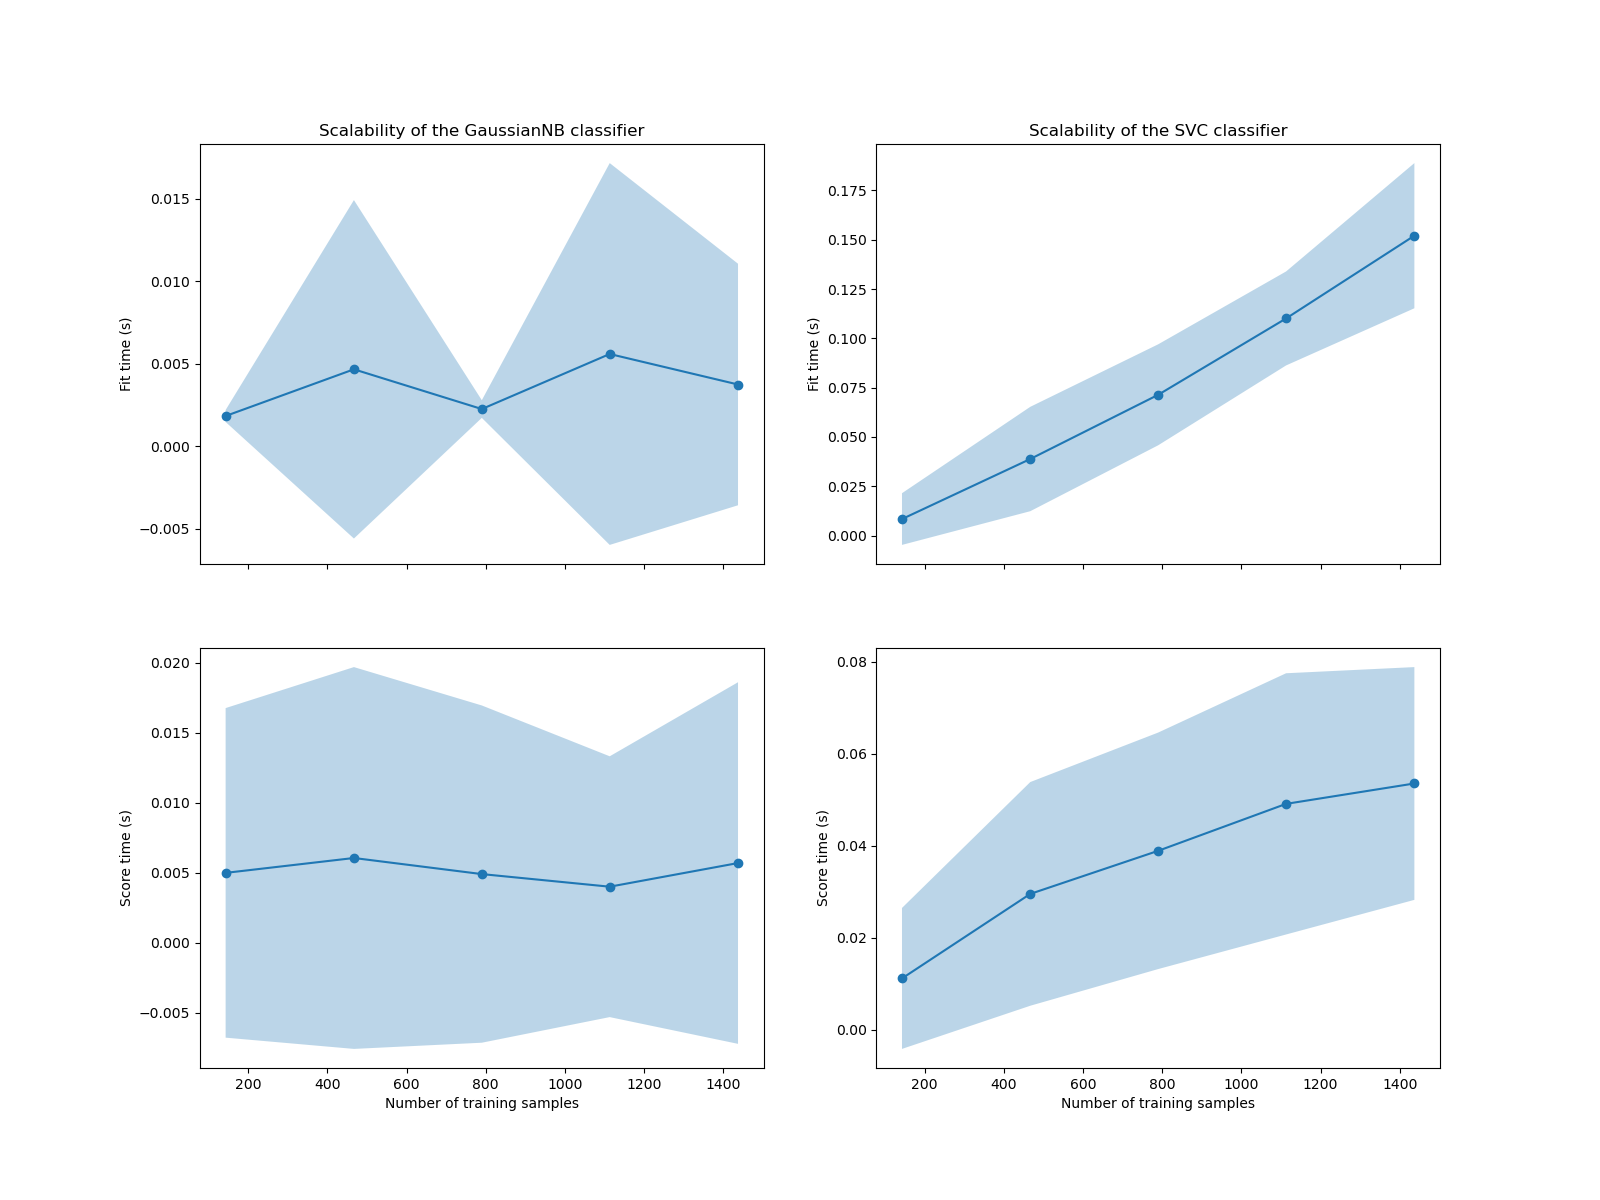 Scalability of the GaussianNB classifier
Fit time (s)
0.015
0.010
0.005
0.000
−0.005
Scalability of the SVC classifier
Fit time (s)
0.175
0.150
0.125
0.100
0.075
0.050
0.025
0.000
Score time (s)
0.020
0.015
0.010
0.005
0.000
−0.005
200 400 600 800 1000 1200 1400
Number of training samples
Score time (s)
0.08
0.06
0.04
0.02
0.00
200 400 600 800 1000 1200 1400
Number of training samples